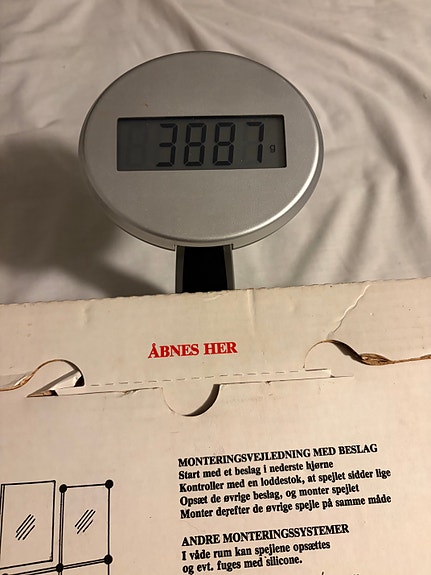 3887 g
ÅBNES HER
MONTERINGSVEJLEDNING MED BESLAG
Start med et beslag i nederste hjørne
Kontroller med en loddestok, at spejlet sidder lige
Opsæt de øvrige beslag, og monter spejlet
Monter derefter de øvrige spejle på samme måde
ANDRE MONTERINGSSYSTEMER
I våde rum kan spejlene opsættes
og evt. fuges med silicone.